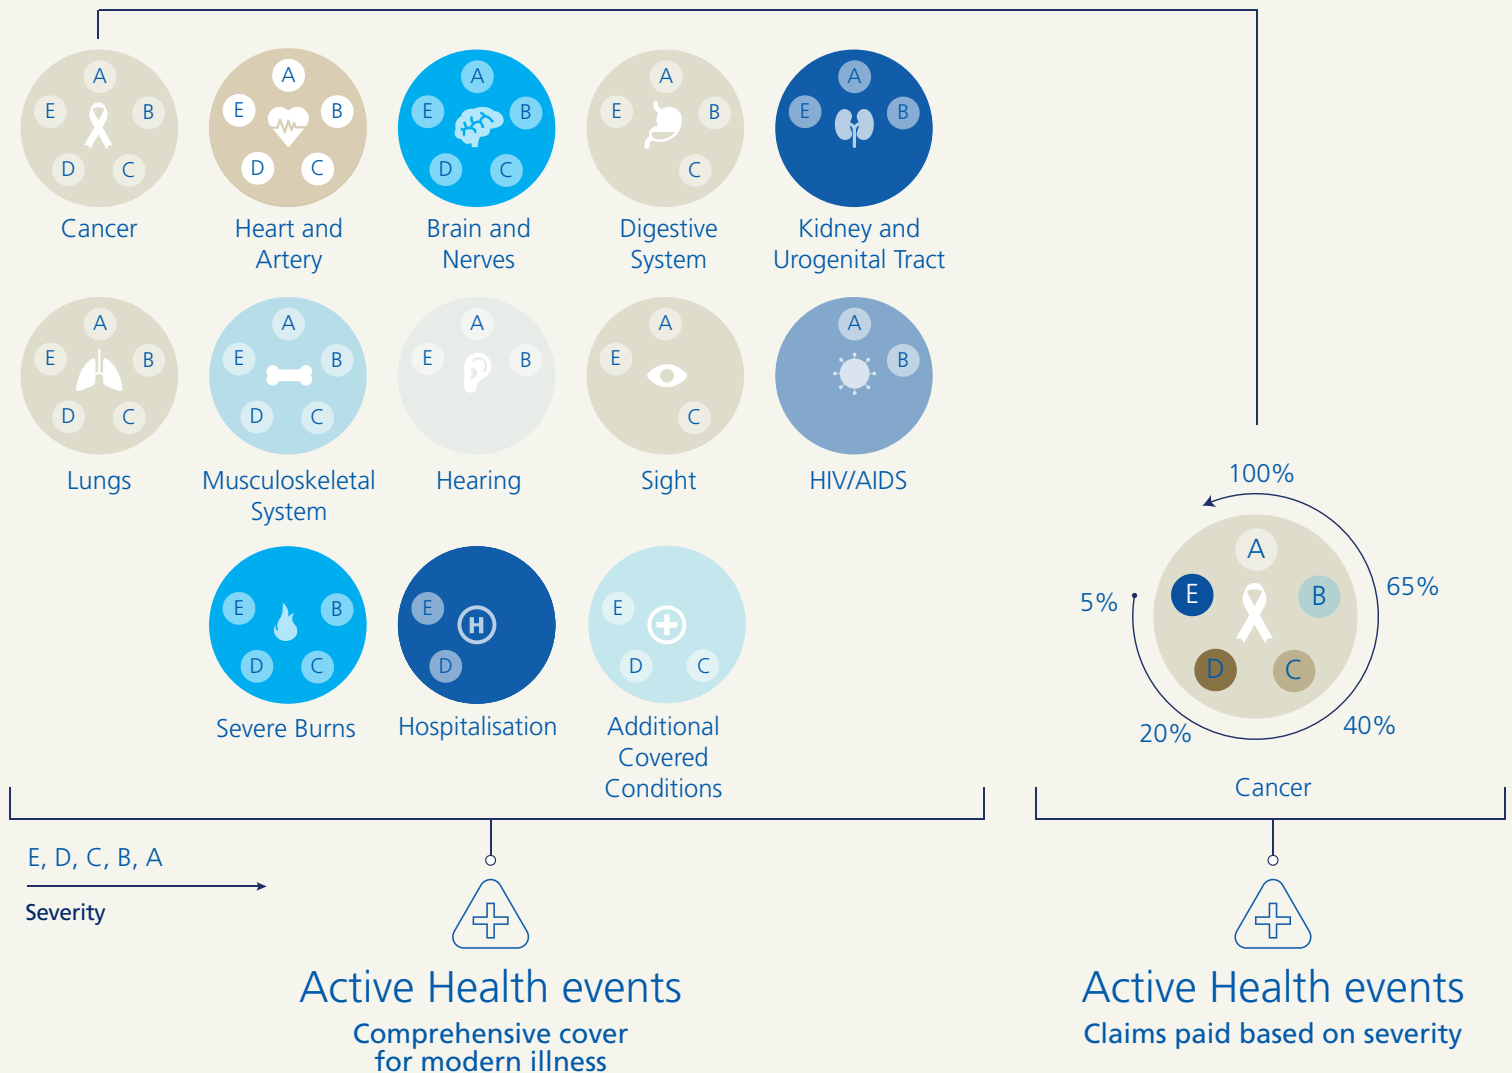 A
E
B
D
C
Cancer
A
E
B
D
C
Heart and
Artery
A
E
B
D
C
Brain and
Nerves
A
E
B
C
Digestive
System
A
E
B
Kidney and
Urogenital Tract
A
E
B
D
C
Lungs
A
E
B
D
C
Musculoskeletal
System
A
E
B
Hearing
A
E
C
Sight
A
B
HIV/AIDS
E
B
D
C
Severe Burns
E
H
D
Hospitalisation
E
D
C
Additional
Covered
Conditions
100%
65%
40%
20%
5%
A
E
B
D
C
Cancer
E, D, C, B, A
Severity
Active Health events
Comprehensive cover
for modern illness
Active Health events
Claims paid based on severity